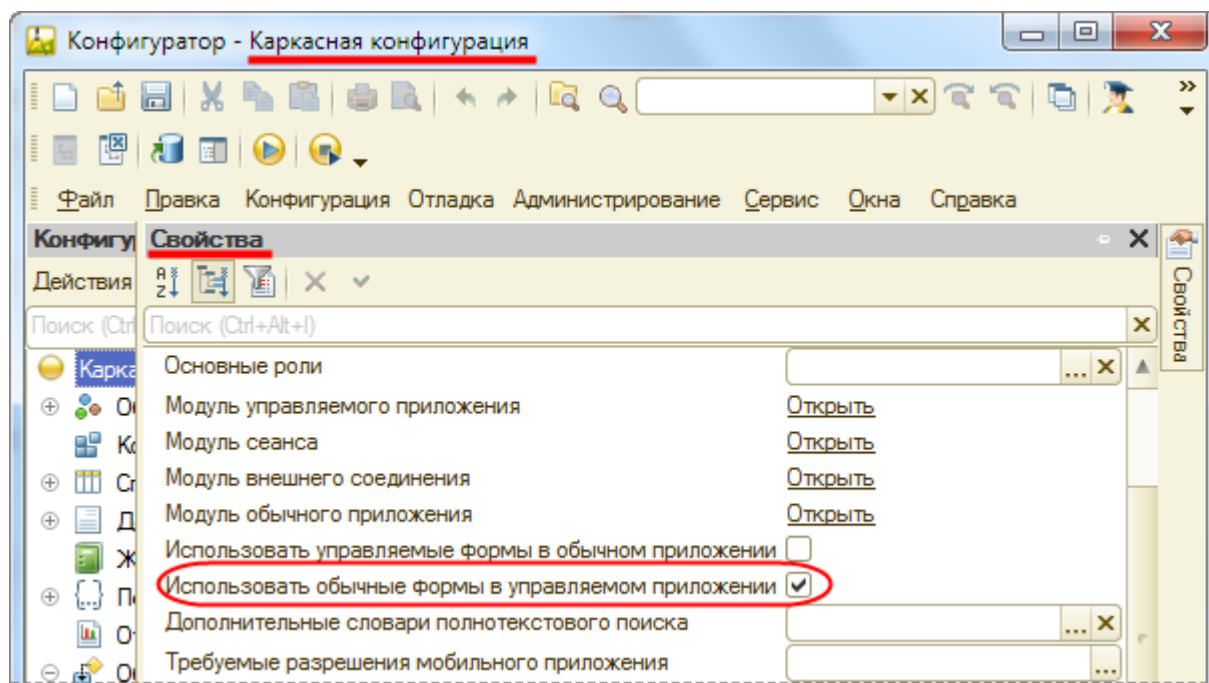 Конфигуратор - Каркасная конфигурация
Файл Правка Конфигурация Отладка Администрирование Сервис Окна Справка
Свойства
Действия
Поиск (Ctrl+Alt+I)
Свойства
Основные роли ...
Модуль управляемого приложения Открыть
Модуль сеанса Открыть
Модуль внешнего соединения Открыть
Модуль обычного приложения Открыть
Использовать управляемые формы в обычном приложении
Использовать обычные формы в управляемом приложении
Дополнительные словари полнотекстового поиска ...
Требуемые разрешения мобильного приложения ...